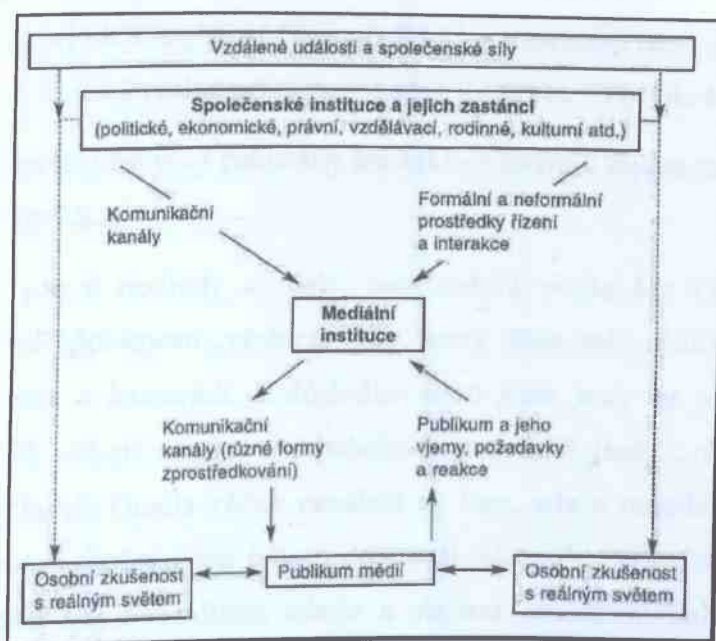 Vzdálené události a společenské síly
Společenské instituce a jejich zastánci
(politické, ekonomické, právní, vzdělávací, rodinné, kulturní atd.)
Komunikační
kanály
Formální a neformální
prostředky řízení
a interakce
Mediální
instituce
Komunikační
kanály (různé formy
zprostředkování)
Publikum a jeho
vjemy, požadavky
a reakce
Osobní zkušenost
s reálným světem
Publikum médií
Osobní zkušenost
s reálným světem